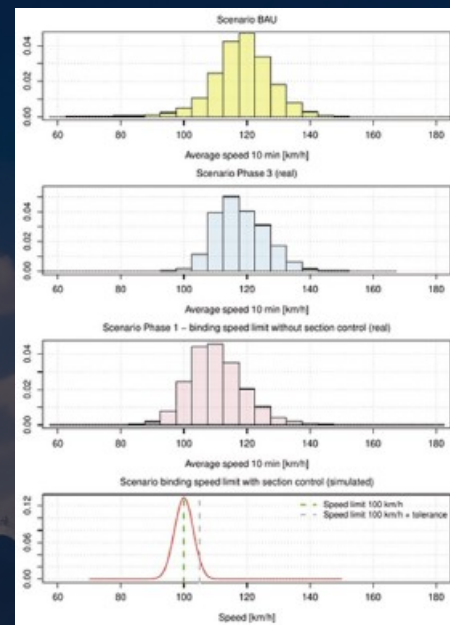 Scenario BAU
0.04
0.02
0.00
60 80 100 120 140 160 180
Average speed 10 min [km/h]
Scenario Phase 3 (real)
0.04
0.02
0.00
60 80 100 120 140 160 180
Average speed 10 min [km/h]
Scenario Phase 1 – binding speed limit without section control (real)
0.04
0.02
0.00
60 80 100 120 140 160 180
Average speed 10 min [km/h]
Scenario binding speed limit with section control (simulated)
Speed limit 100 km/h
Speed limit 100 km/h + tolerance
0.12
0.06
0.00
60 80 100 120 140 160 180
Speed [km/h]